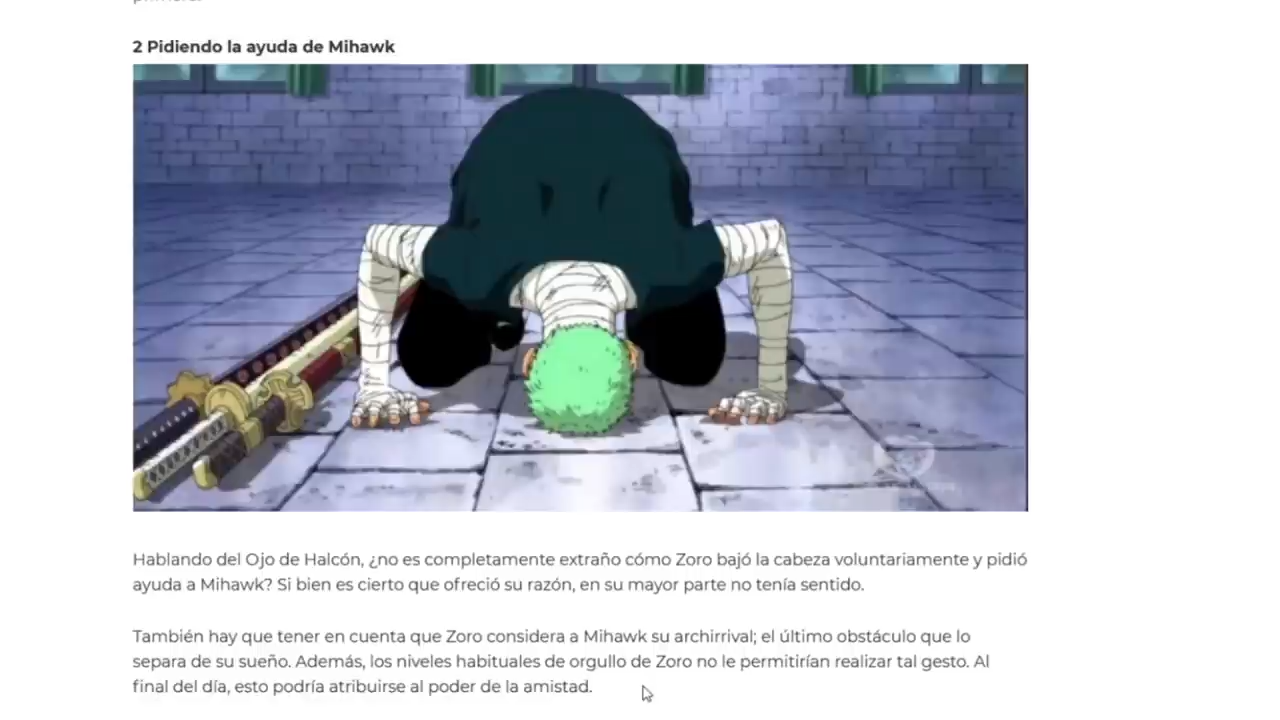 2 Pidiendo la ayuda de Mihawk
Hablando del Ojo de Halcón, ¿no es completamente extraño cómo Zoro bajó la cabeza voluntariamente y pidió
ayuda a Mihawk? Si bien es cierto que ofreció su razón, en su mayor parte no tenía sentido.
También hay que tener en cuenta que Zoro considera a Mihawk su archirrival; el último obstáculo que lo
separa de su sueño. Además, los niveles habituales de orgullo de Zoro no le permitirían realizar tal gesto. Al
final del día, esto podría atribuirse al poder de la amistad.